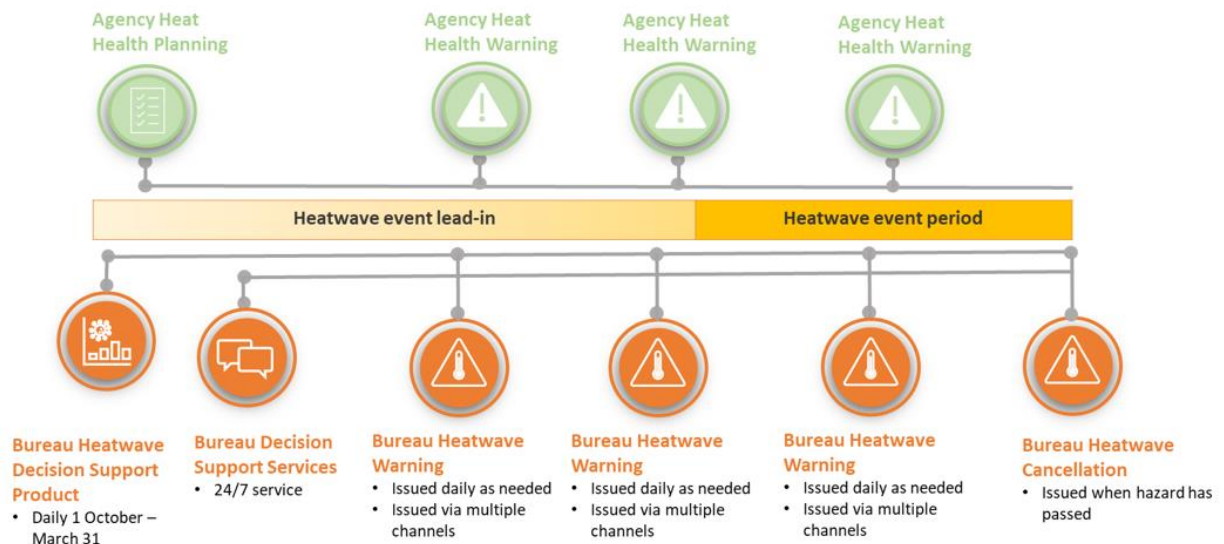 Agency Heat
Health Planning
Agency Heat
Health Warning
Agency Heat
Health Warning
Agency Heat
Health Warning
Heatwave event lead-in
Heatwave event period
Bureau Heatwave
Decision Support
Product
• Daily 1 October –
March 31
Bureau Decision
Support Services
• 24/7 service
Bureau Heatwave
Warning
• Issued daily as needed
• Issued via multiple
channels
Bureau Heatwave
Warning
• Issued daily as needed
• Issued via multiple
channels
Bureau Heatwave
Warning
• Issued daily as needed
• Issued via multiple
channels
Bureau Heatwave
Cancellation
• Issued when hazard has
passed